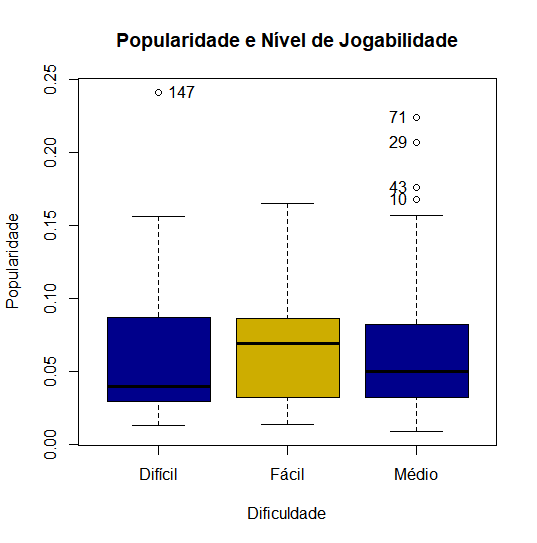 Popularidade e Nível de Jogabilidade
0.25
0.20
0.15
0.10
0.05
0.00
Popularidade
147
71
29
43
10
Difícil
Fácil
Médio
Dificuldade